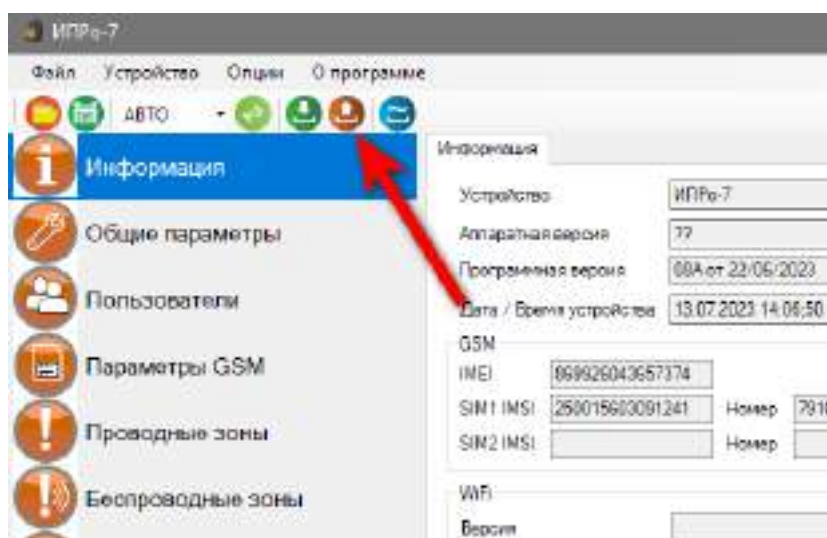 ИПРо-7
Файл Устройство Опции О программе
АВТО
Информация
Общие параметры
Пользователи
Параметры GSM
Проводные зоны
Беспроводные зоны
Информация
Устройство ИПРо-7
Аппаратная версия ??
Программная версия 08A от 22/06/2023
Дата / Время устройства 13.07.2023 14:06:50
GSM
IMEI 869926043657374
SIM1 IMSI 250015603091241 Номер 7910
SIM2 IMSI Номер
WiFi
Версия